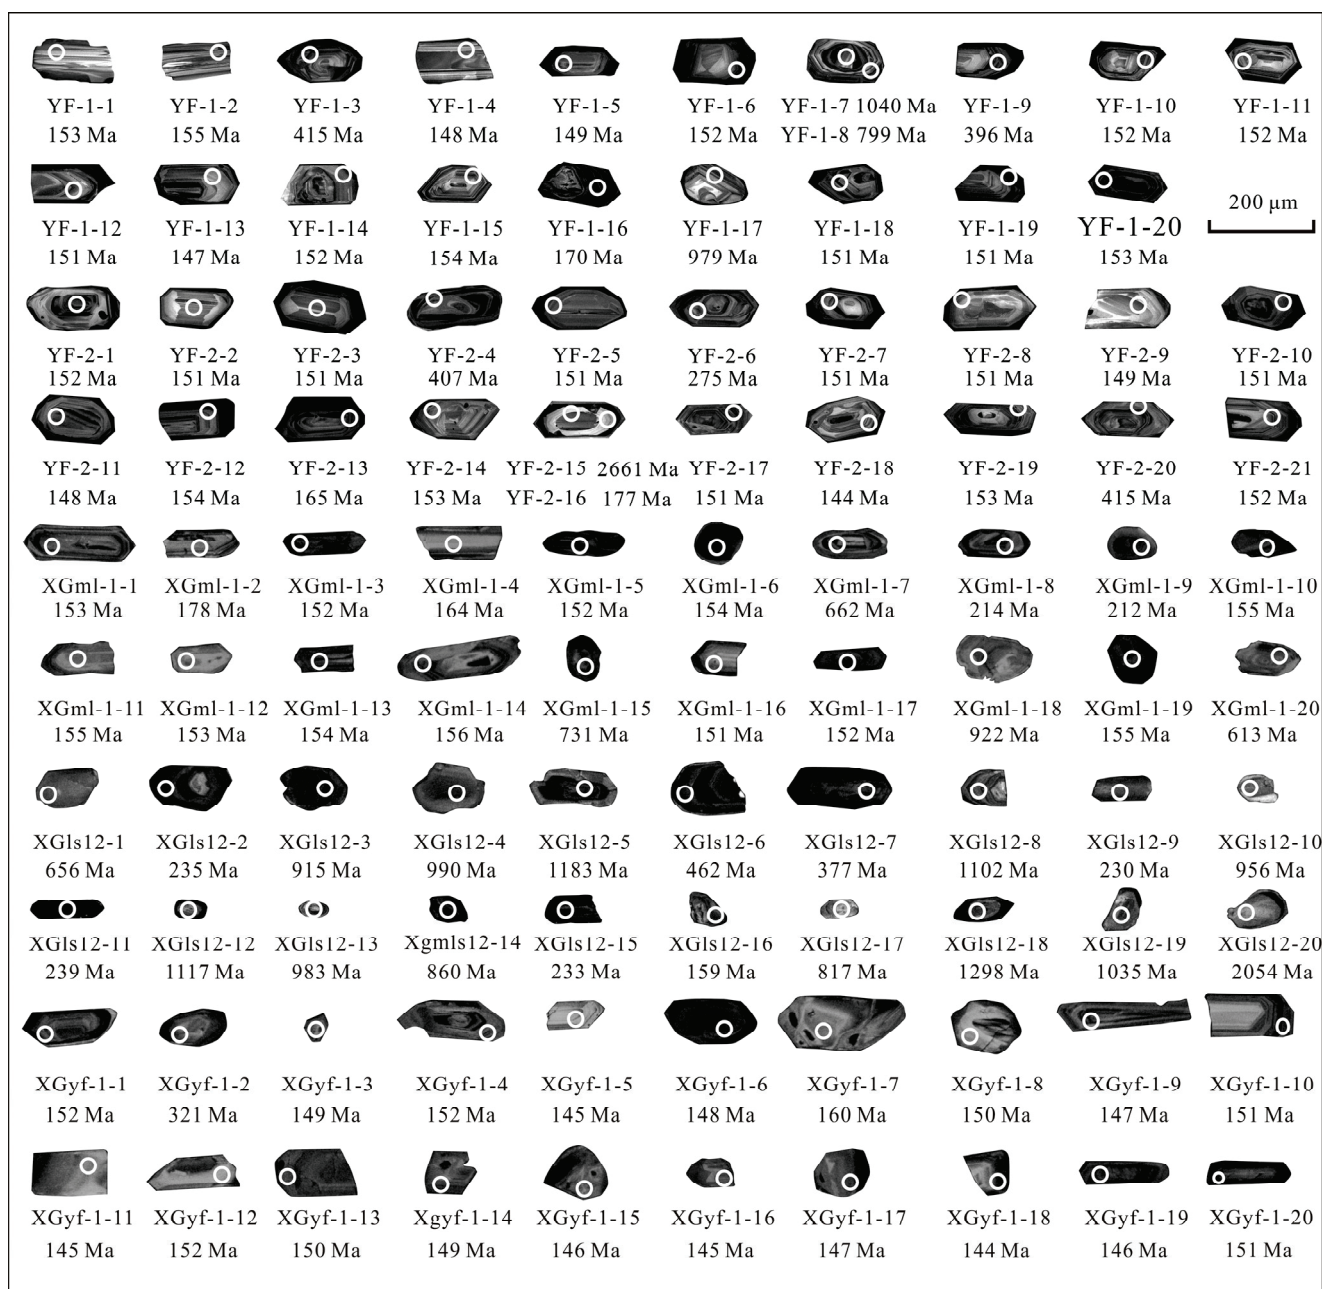 YF-1-1 YF-1-2 YF-1-3 YF-1-4 YF-1-5 YF-1-6 YF-1-7 1040 Ma YF-1-9 YF-1-10 YF-1-11
153 Ma 155 Ma 415 Ma 148 Ma 149 Ma 152 Ma YF-1-8 799 Ma 396 Ma 152 Ma 152 Ma
200 μm
YF-1-12 YF-1-13 YF-1-14 YF-1-15 YF-1-16 YF-1-17 YF-1-18 YF-1-19 YF-1-20
151 Ma 147 Ma 152 Ma 154 Ma 170 Ma 979 Ma 151 Ma 151 Ma 153 Ma
YF-2-1 YF-2-2 YF-2-3 YF-2-4 YF-2-5 YF-2-6 YF-2-7 YF-2-8 YF-2-9 YF-2-10
152 Ma 151 Ma 151 Ma 407 Ma 151 Ma 275 Ma 151 Ma 151 Ma 149 Ma 151 Ma
YF-2-11 YF-2-12 YF-2-13 YF-2-14 YF-2-15 2661 Ma YF-2-17 YF-2-18 YF-2-19 YF-2-20 YF-2-21
148 Ma 154 Ma 165 Ma 153 Ma YF-2-16 177 Ma 151 Ma 144 Ma 153 Ma 415 Ma 152 Ma
XGml-1-1 XGml-1-2 XGml-1-3 XGml-1-4 XGml-1-5 XGml-1-6 XGml-1-7 XGml-1-8 XGml-1-9 XGml-1-10
153 Ma 178 Ma 152 Ma 164 Ma 152 Ma 154 Ma 662 Ma 214 Ma 212 Ma 155 Ma
XGml-1-11 XGml-1-12 XGml-1-13 XGml-1-14 XGml-1-15 XGml-1-16 XGml-1-17 XGml-1-18 XGml-1-19 XGml-1-20
155 Ma 153 Ma 154 Ma 156 Ma 731 Ma 151 Ma 152 Ma 922 Ma 155 Ma 613 Ma
XGls12-1 XGls12-2 XGls12-3 XGls12-4 XGls12-5 XGls12-6 XGls12-7 XGls12-8 XGls12-9 XGls12-10
656 Ma 235 Ma 915 Ma 990 Ma 1183 Ma 462 Ma 377 Ma 1102 Ma 230 Ma 956 Ma
XGls12-11 XGls12-12 XGls12-13 Xgmls12-14 XGls12-15 XGls12-16 XGls12-17 XGls12-18 XGls12-19 XGls12-20
239 Ma 1117 Ma 983 Ma 860 Ma 233 Ma 159 Ma 817 Ma 1298 Ma 1035 Ma 2054 Ma
XGyf-1-1 XGyf-1-2 XGyf-1-3 XGyf-1-4 XGyf-1-5 XGyf-1-6 XGyf-1-7 XGyf-1-8 XGyf-1-9 XGyf-1-10
152 Ma 321 Ma 149 Ma 152 Ma 145 Ma 148 Ma 160 Ma 150 Ma 147 Ma 151 Ma
XGyf-1-11 XGyf-1-12 XGyf-1-13 Xgyf-1-14 XGyf-1-15 XGyf-1-16 XGyf-1-17 XGyf-1-18 XGyf-1-19 XGyf-1-20
145 Ma 152 Ma 150 Ma 149 Ma 146 Ma 145 Ma 147 Ma 144 Ma 146 Ma 151 Ma